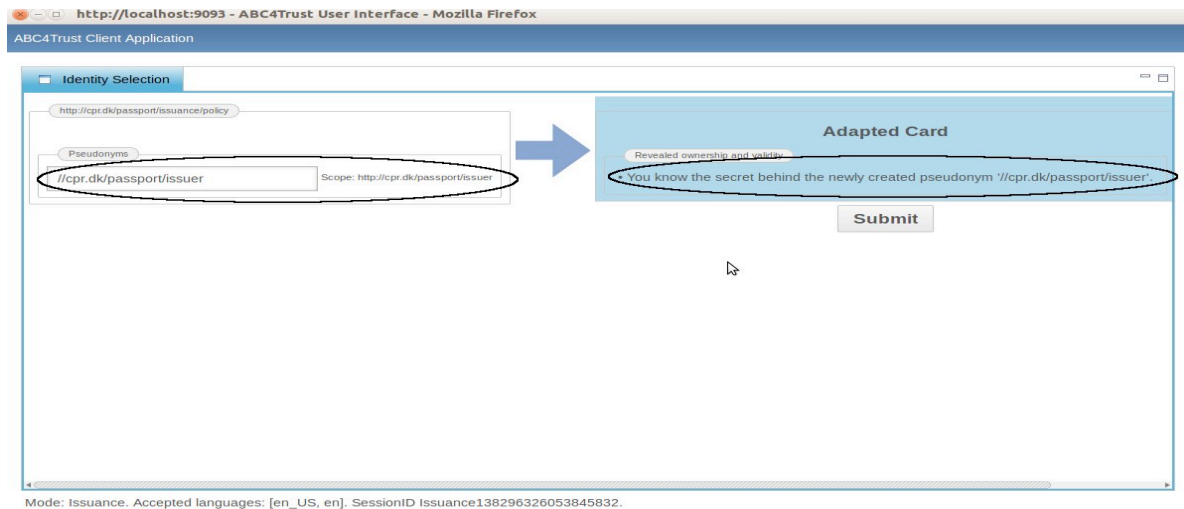 http://localhost:9093 - ABC4Trust User Interface - Mozilla Firefox
ABC4Trust Client Application
Identity Selection
http://cpr.dk/passport/issuance/policy
Pseudonyms
//cpr.dk/passport/issuer
Scope: http://cpr.dk/passport/issuer
Adapted Card
Revealed ownership and validity
• You know the secret behind the newly created pseudonym '//cpr.dk/passport/issuer'.
Submit
Mode: Issuance. Accepted languages: [en_US, en]. SessionID Issuance138296326053845832.